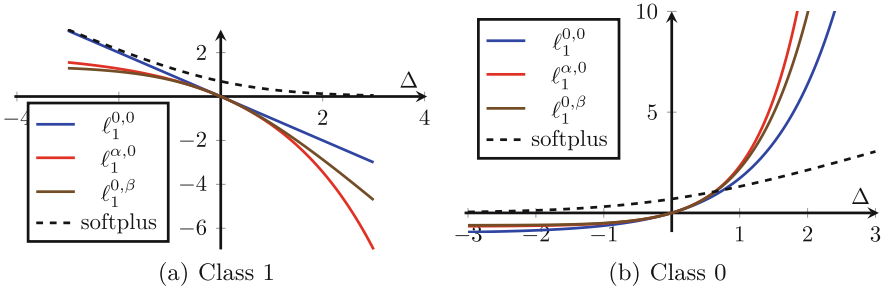 2
Δ
−4
2
4
ℓ₁^{0,0}
ℓ₁^{α,0}
ℓ₁^{0,β}
softplus
−2
−4
−6
(a) Class 1
10
ℓ₁^{0,0}
ℓ₁^{α,0}
ℓ₁^{0,β}
softplus
5
Δ
−3
−2
−1
1
2
3
(b) Class 0